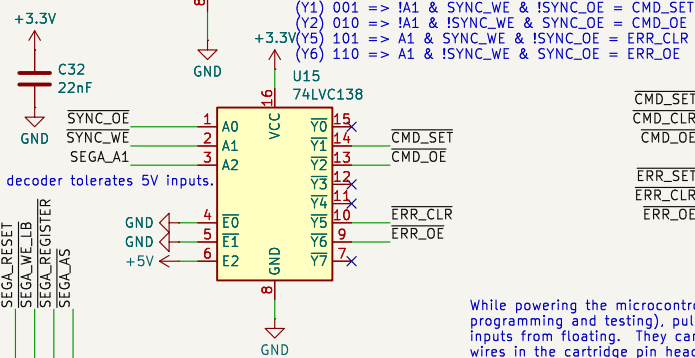 (Y1) 001 => !A1 & SYNC_WE & !SYNC_OE = CMD_SET
(Y2) 010 => !A1 & !SYNC_WE & SYNC_OE = CMD_OE
(Y5) 101 => A1 & SYNC_WE & !SYNC_OE = ERR_CLR
(Y6) 110 => A1 & !SYNC_WE & SYNC_OE = ERR_OE
+3.3V
C32
22nF
GND
8
GND
+3.3V
U15
74LVC138
16
VCC
SYNC_OE 1 A0
SYNC_WE 2 A1
SEGA_A1 3 A2
decoder tolerates 5V inputs.
GND 4 E0
GND 5 E1
+5V 6 E2
Y0 15
Y1 14 CMD_SET
Y2 13 CMD_OE
Y3 12
Y4 11
Y5 10 ERR_CLR
Y6 9 ERR_OE
Y7 7
GND
8
GND
CMD_SET
CMD_CLR
CMD_OE
ERR_SET
ERR_CLR
ERR_OE
SEGA_RESET
SEGA_WE_LB
SEGA_REGISTER
SEGA_AS
While powering the microcontro
programming and testing), pul
inputs from floating. They can
wires in the cartridge pin head